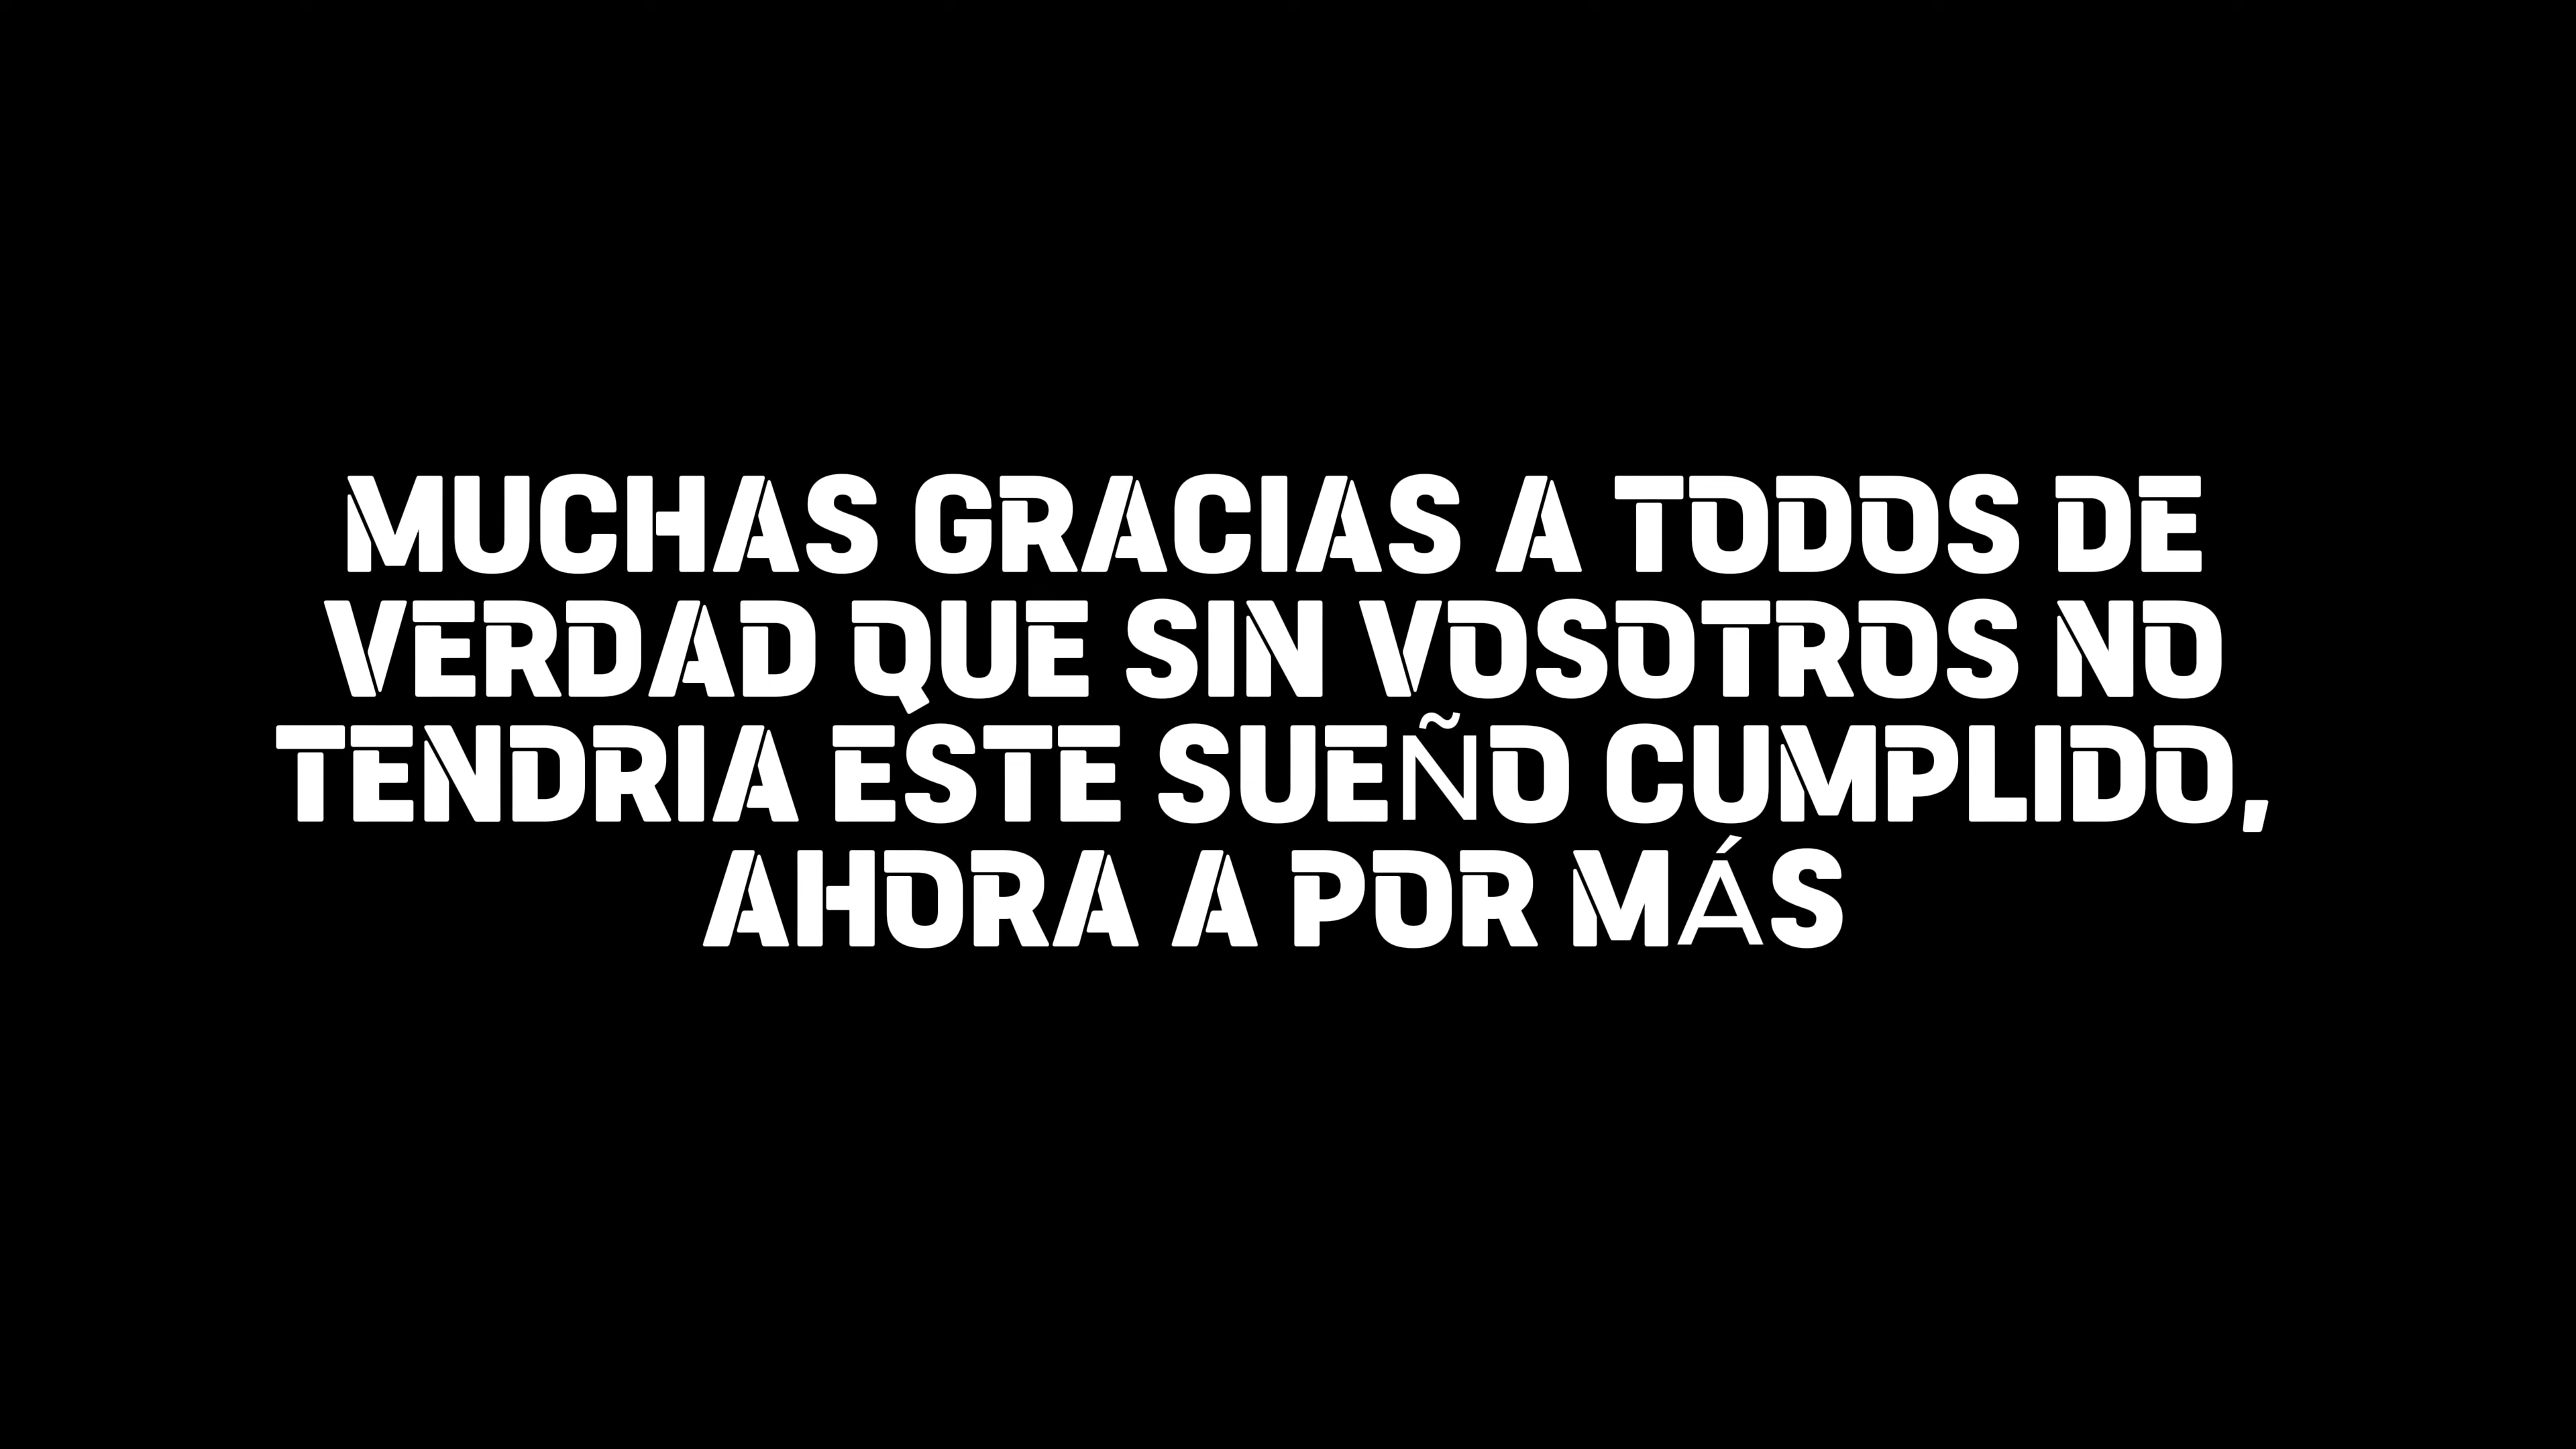 MUCHAS GRACIAS A TODOS DE
VERDAD QUE SIN VOSOTROS NO
TENDRIA ESTE SUEÑO CUMPLIDO,
AHORA A POR MÁS